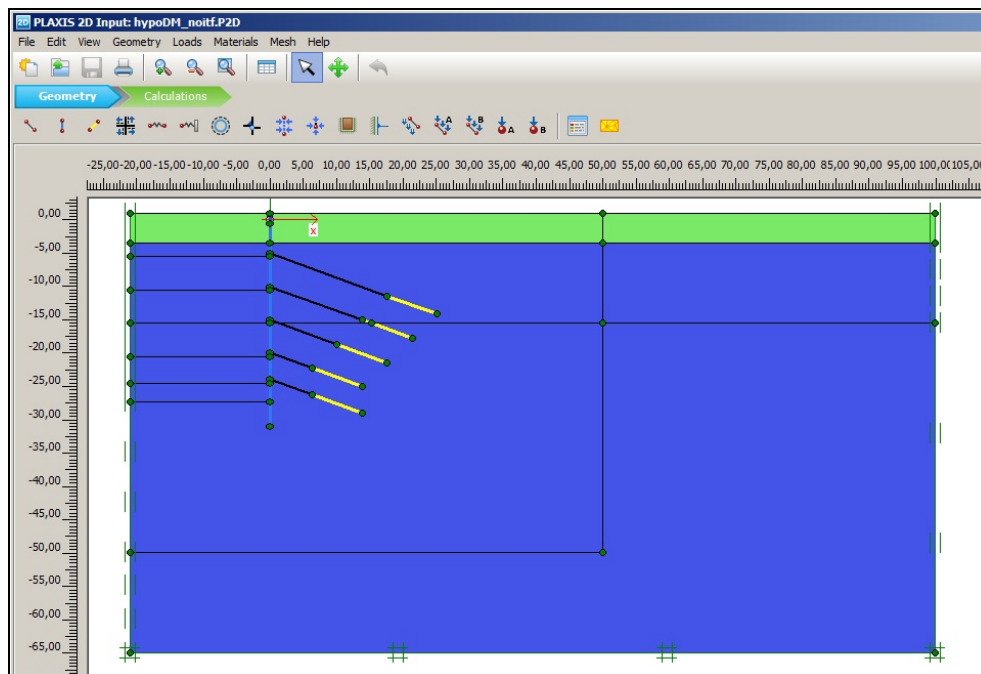 PLAXIS 2D Input: hypoDM_noitf.P2D
File Edit View Geometry Loads Materials Mesh Help
Geometry Calculations
A B A B
-25,00 -20,00 -15,00 -10,00 -5,00 0,00 5,00 10,00 15,00 20,00 25,00 30,00 35,00 40,00 45,00 50,00 55,00 60,00 65,00 70,00 75,00 80,00 85,00 90,00 95,00 100,00 105,00
0,00
x
-5,00
-10,00
-15,00
-20,00
-25,00
-30,00
-35,00
-40,00
-45,00
-50,00
-55,00
-60,00
-65,00